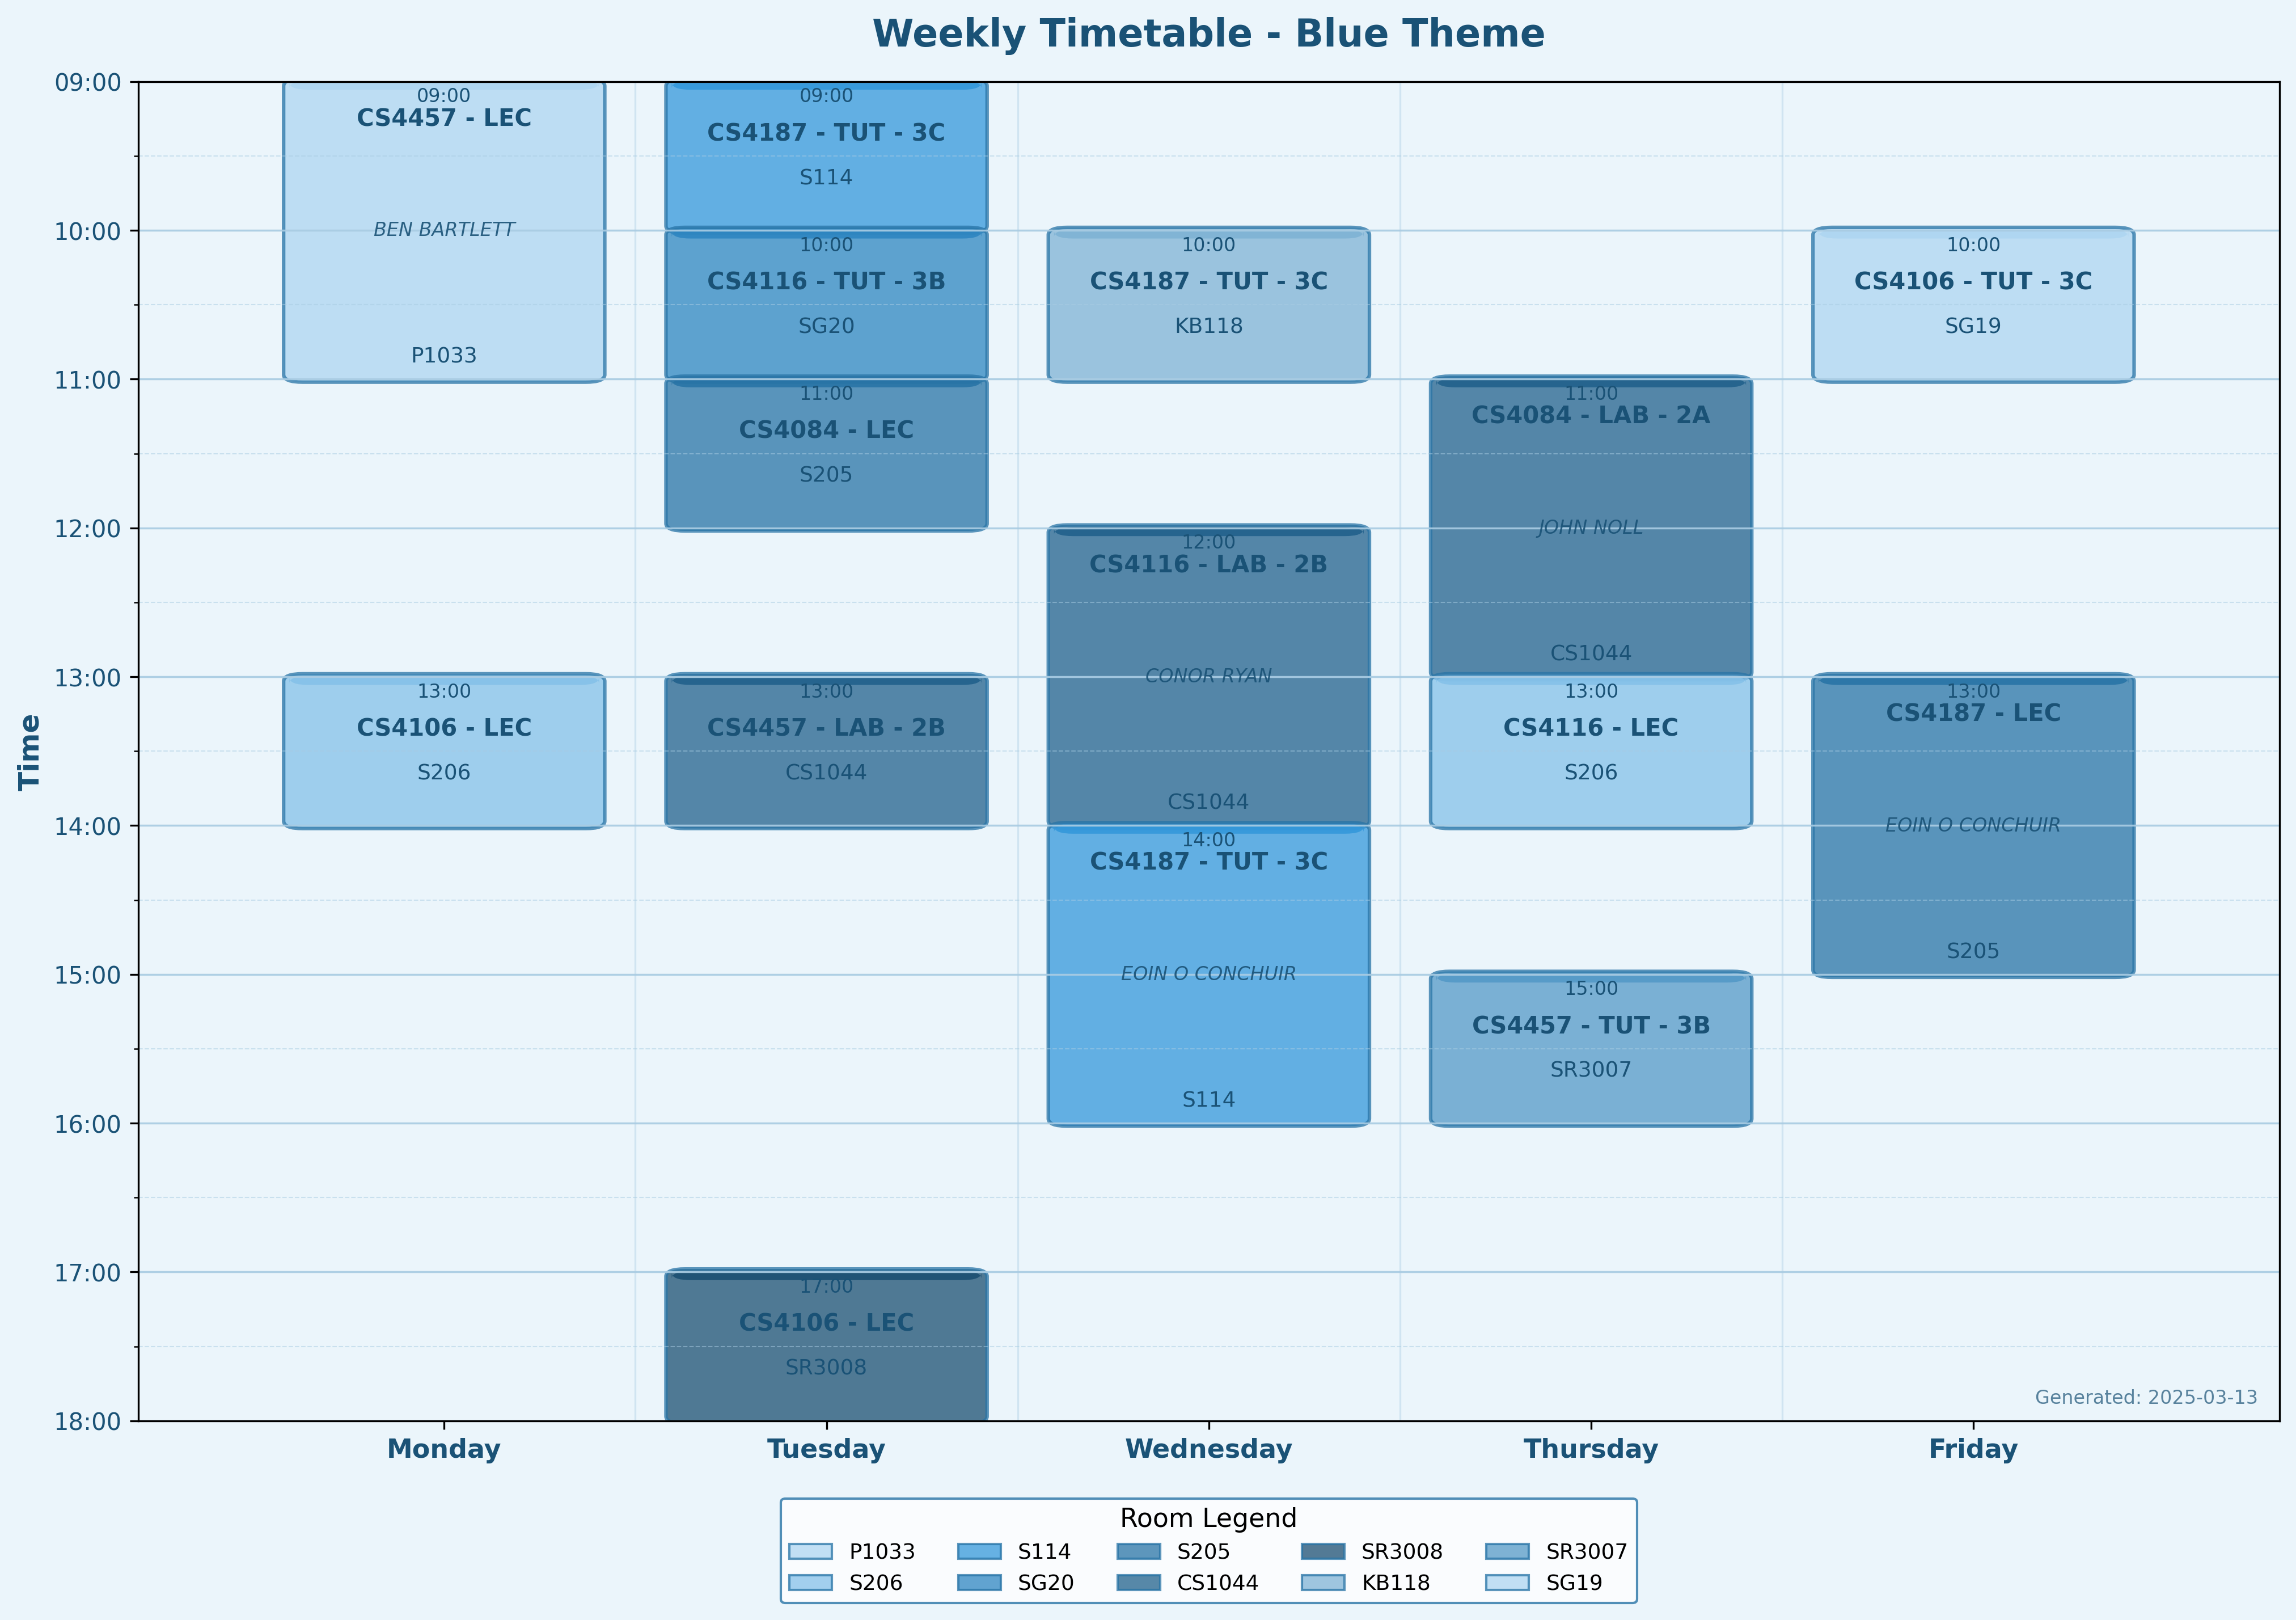 Weekly Timetable - Blue Theme
Time
09:00
10:00
11:00
12:00
13:00
14:00
15:00
16:00
17:00
18:00
09:00
CS4457 - LEC
BEN BARTLETT
P1033
13:00
CS4106 - LEC
S206
09:00
CS4187 - TUT - 3C
S114
10:00
CS4116 - TUT - 3B
SG20
11:00
CS4084 - LEC
S205
13:00
CS4457 - LAB - 2B
CS1044
17:00
CS4106 - LEC
SR3008
10:00
CS4187 - TUT - 3C
KB118
12:00
CS4116 - LAB - 2B
CONOR RYAN
CS1044
14:00
CS4187 - TUT - 3C
EOIN O CONCHUIR
S114
11:00
CS4084 - LAB - 2A
JOHN NOLL
CS1044
13:00
CS4116 - LEC
S206
15:00
CS4457 - TUT - 3B
SR3007
10:00
CS4106 - TUT - 3C
SG19
13:00
CS4187 - LEC
EOIN O CONCHUIR
S205
Generated: 2025-03-13
Monday Tuesday Wednesday Thursday Friday
Room Legend
P1033 S114 S205 SR3008 SR3007
S206 SG20 CS1044 KB118 SG19